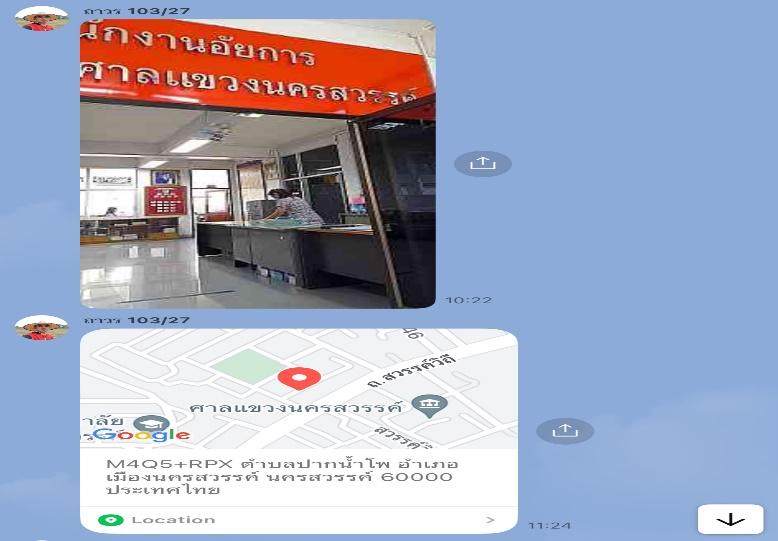 ถาวร 103/27
นักงานอัยการ
ศาลแขวงนครสวรรค์
10:22
ถาวร 103/27
ถ.สวรรค์วิถี
ศาลแขวงนครสวรรค์
าลัย
Google
M4Q5+RPX ตำบลปากน้ำโพ อำเภอ
เมืองนครสวรรค์ นครสวรรค์ 60000
ประเทศไทย
Location
11:24